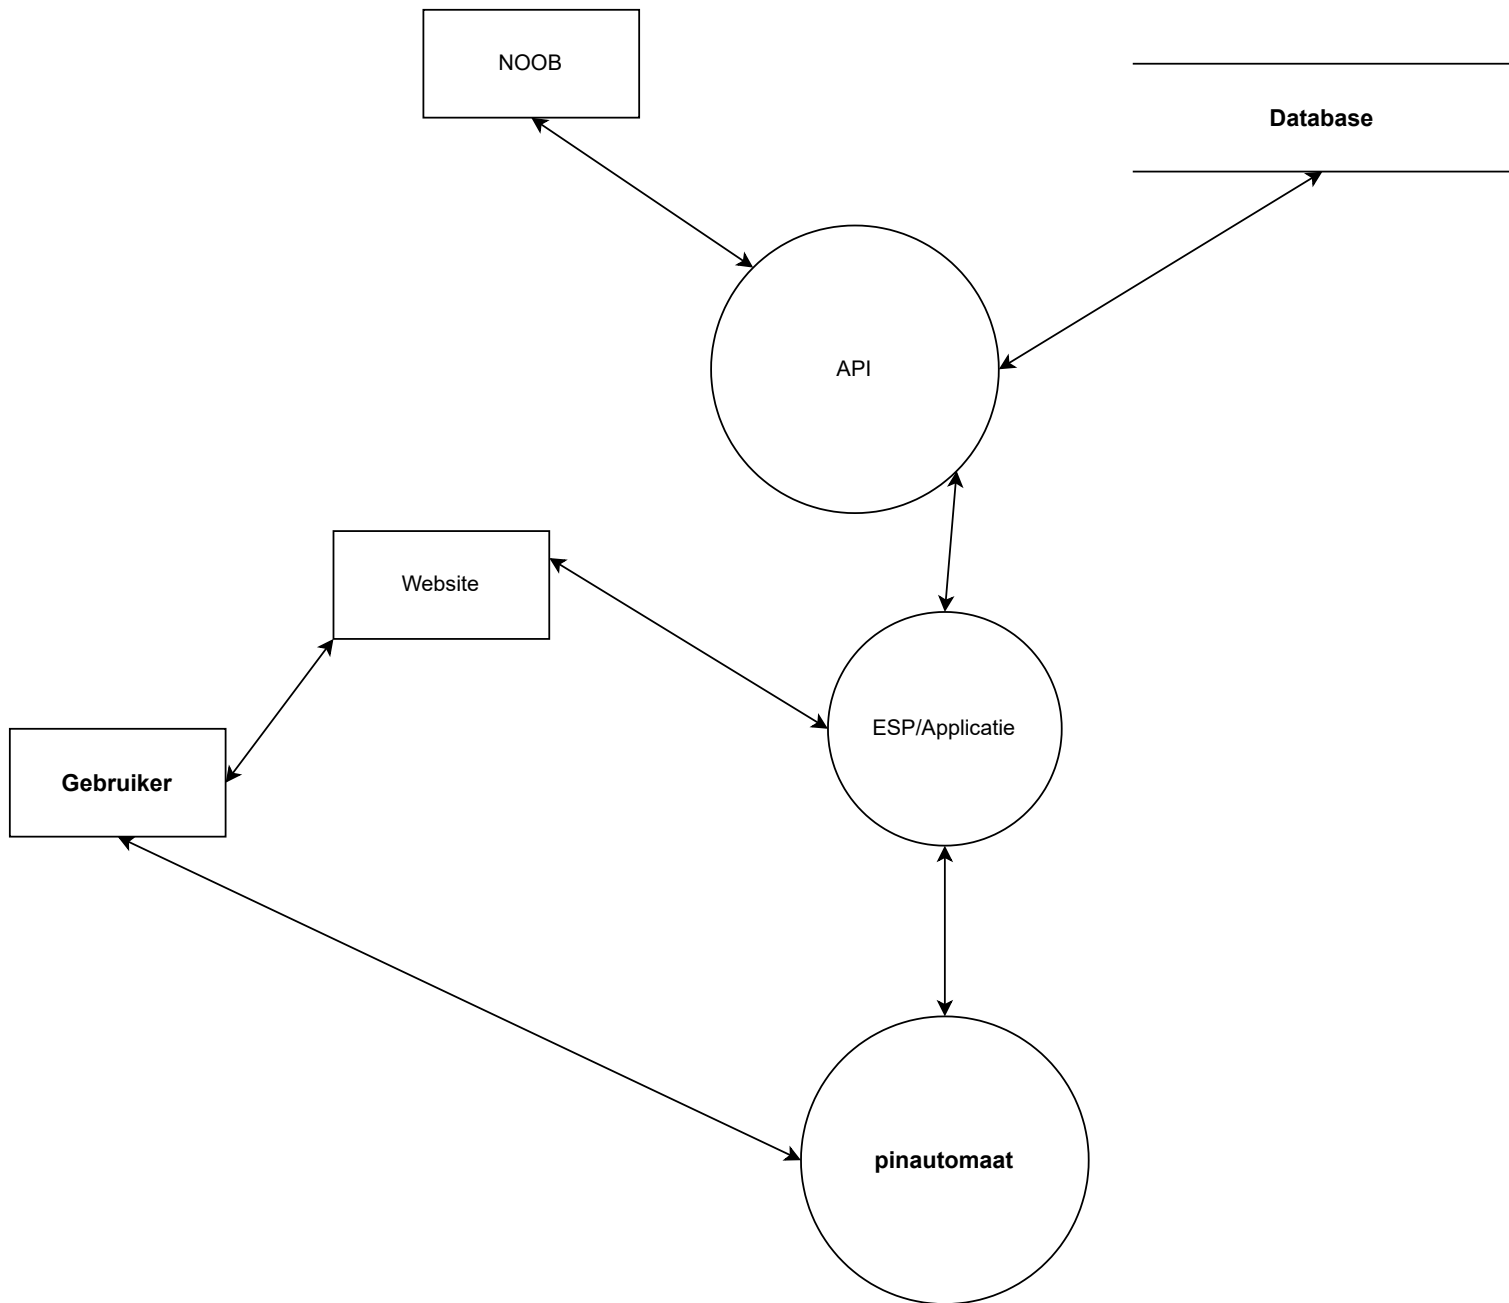 NOOB
Database
API
Website
ESP/Applicatie
Gebruiker
pinautomaat